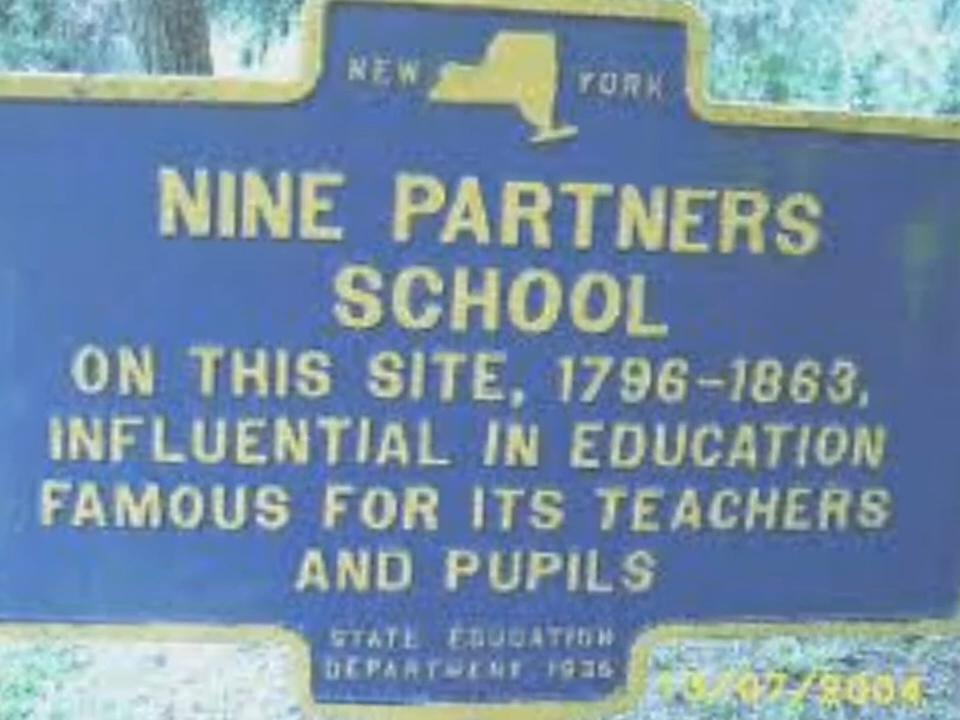 NEW YORK
NINE PARTNERS
SCHOOL
ON THIS SITE, 1796-1863,
INFLUENTIAL IN EDUCATION
FAMOUS FOR ITS TEACHERS
AND PUPILS
STATE EDUCATION
DEPARTMENT